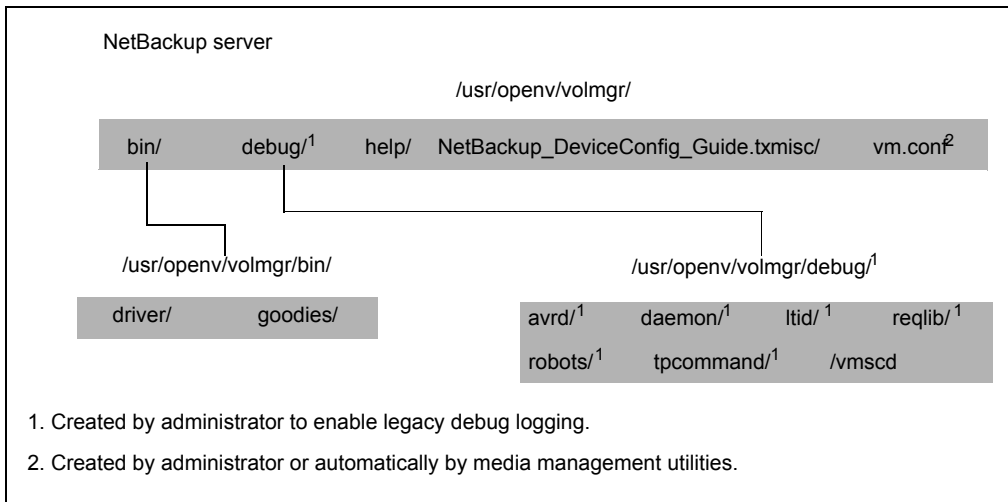 NetBackup server
/usr/openv/volmgr/
bin/ debug/1 help/ NetBackup_DeviceConfig_Guide.txmisc/ vm.conf2
/usr/openv/volmgr/bin/ /usr/openv/volmgr/debug/1
driver/ goodies/
avrd/1 daemon/1 ltid/ 1 reqlib/ 1
robots/1 tpcommand/1 /vmscd
1. Created by administrator to enable legacy debug logging.
2. Created by administrator or automatically by media management utilities.